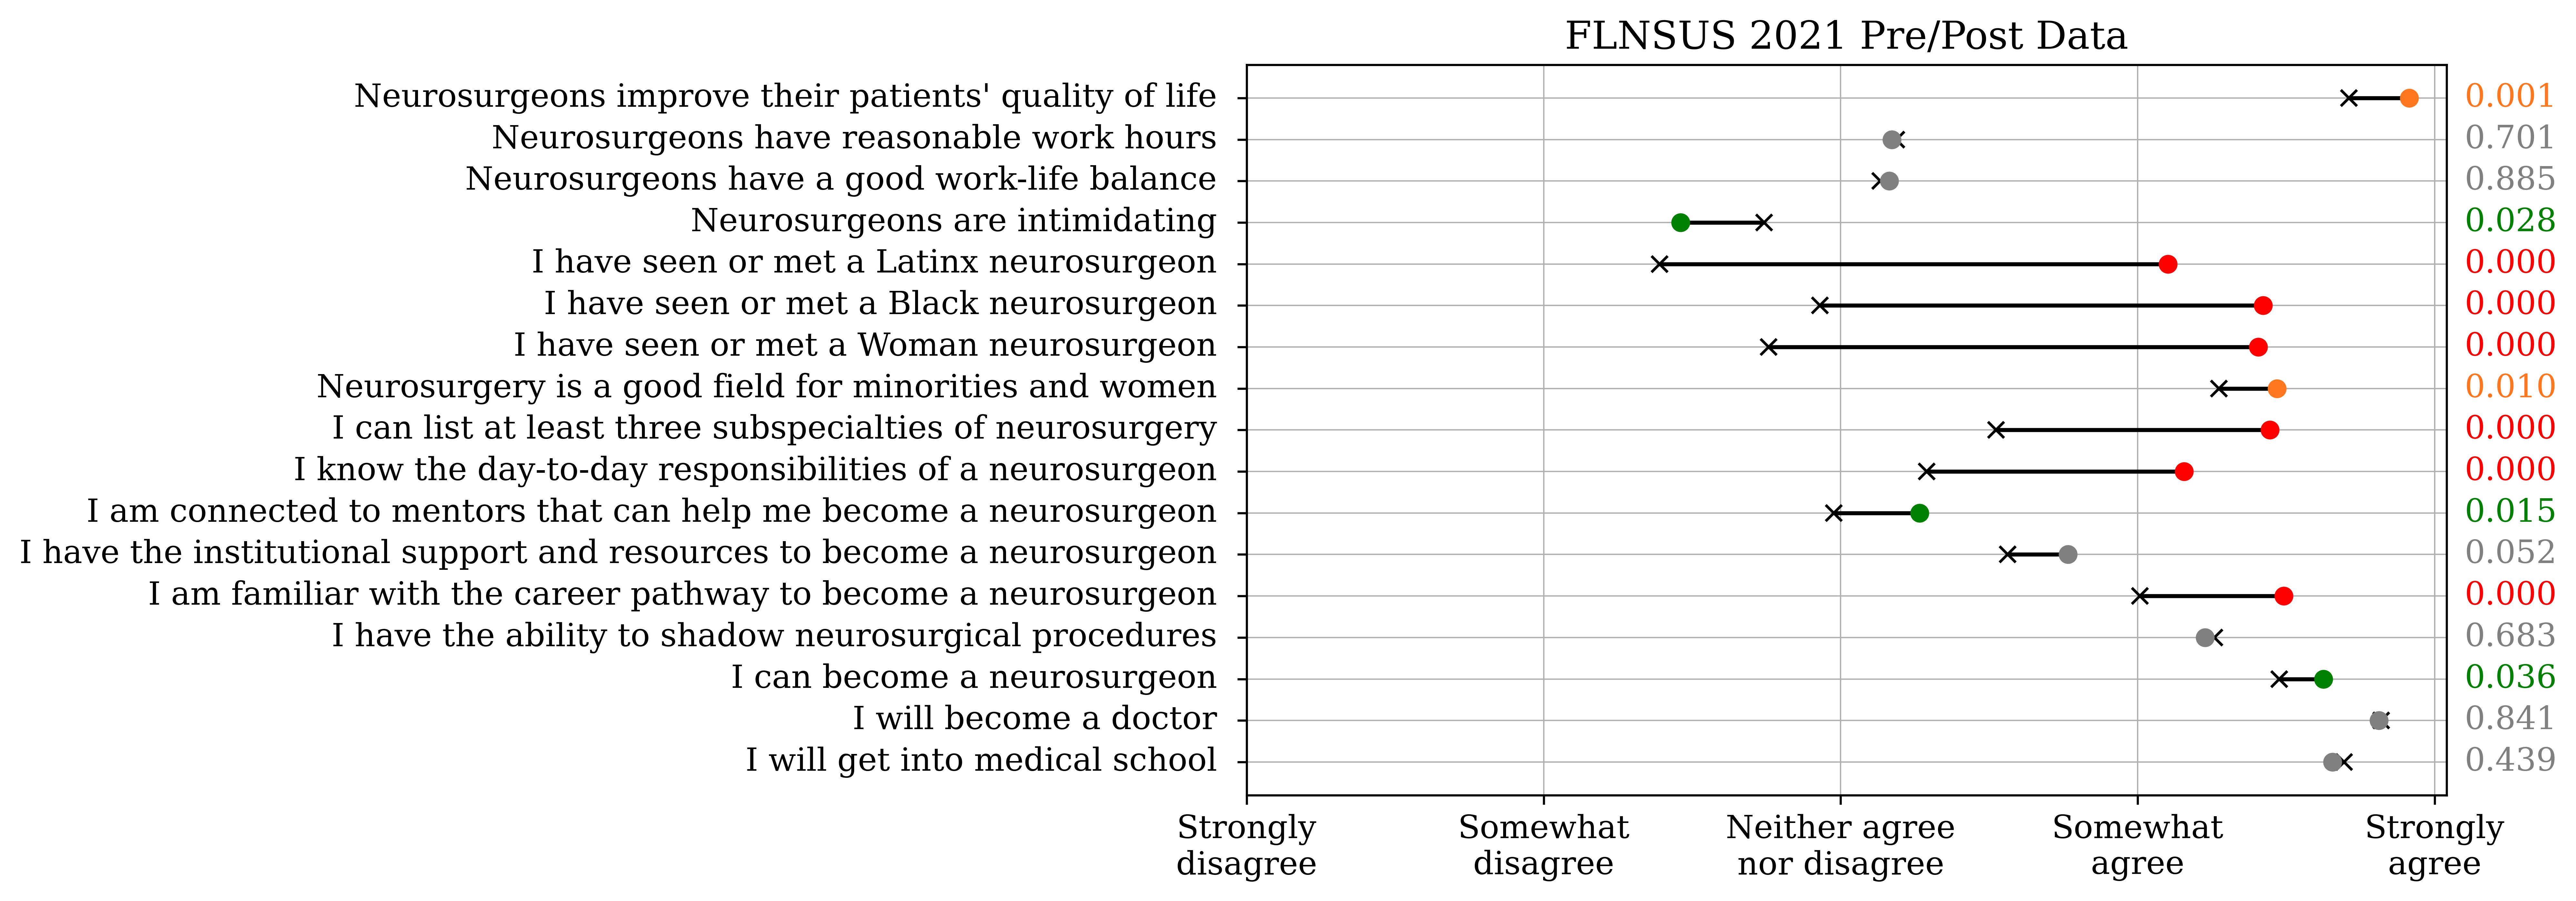 FLNSUS 2021 Pre/Post Data
Neurosurgeons improve their patients' quality of life 0.001
Neurosurgeons have reasonable work hours 0.701
Neurosurgeons have a good work-life balance 0.885
Neurosurgeons are intimidating 0.028
I have seen or met a Latinx neurosurgeon 0.000
I have seen or met a Black neurosurgeon 0.000
I have seen or met a Woman neurosurgeon 0.000
Neurosurgery is a good field for minorities and women 0.010
I can list at least three subspecialties of neurosurgery 0.000
I know the day-to-day responsibilities of a neurosurgeon 0.000
I am connected to mentors that can help me become a neurosurgeon 0.015
I have the institutional support and resources to become a neurosurgeon 0.052
I am familiar with the career pathway to become a neurosurgeon 0.000
I have the ability to shadow neurosurgical procedures 0.683
I can become a neurosurgeon 0.036
I will become a doctor 0.841
I will get into medical school 0.439
Strongly disagree
Somewhat disagree
Neither agree nor disagree
Somewhat agree
Strongly agree